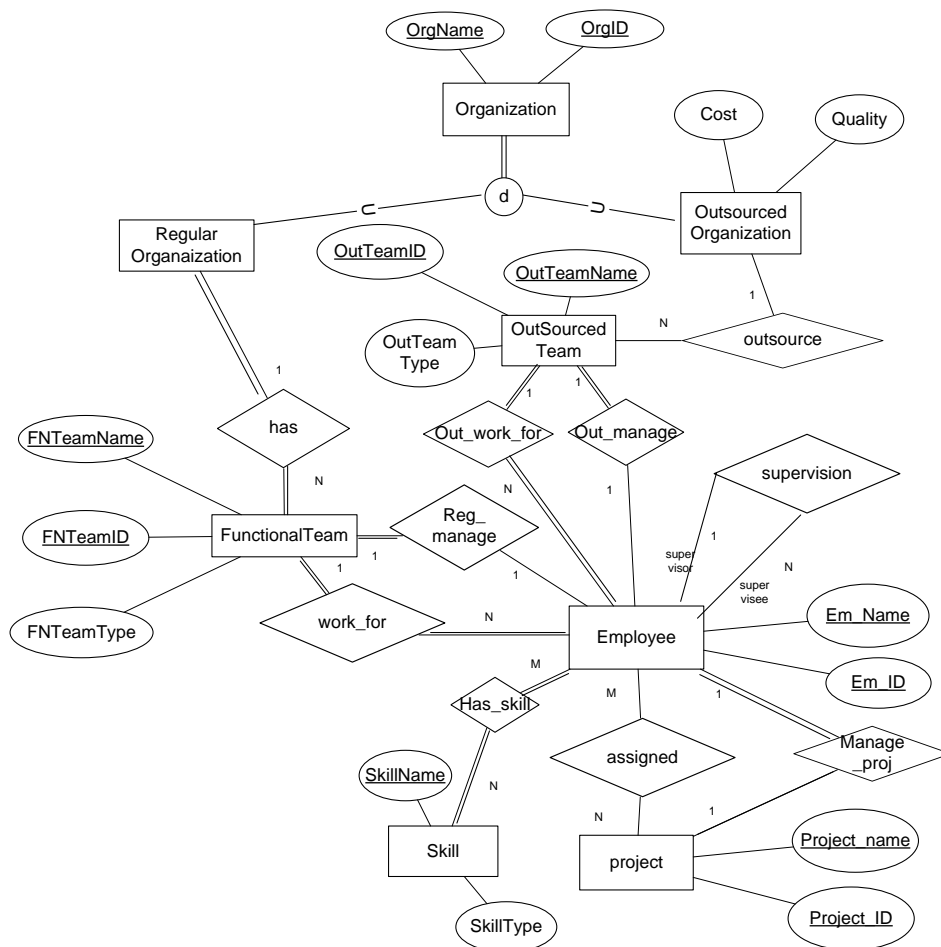 OrgName
OrgID
Organization
Cost
Quality
d
Outsourced
Organization
Regular
Organaization
OutTeamID
OutTeamName
1
OutSourced
Team
N
outsource
OutTeam
Type
1
1
1
has
Out_work_for
Out_manage
FNTeamName
supervision
N
N
1
Reg_
manage
1
FNTeamID
FunctionalTeam
1
super
visor
N
1
1
super
visee
FNTeamType
work_for
N
Employee
Em_Name
M
Em_ID
M
1
Has_skill
assigned
Manage
_proj
SkillName
N
N
1
Skill
project
Project_name
SkillType
Project_ID